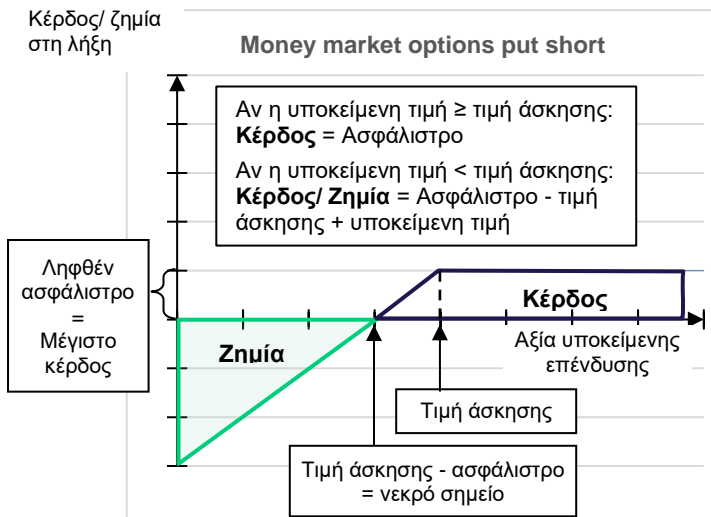 Κέρδος/ ζημία
στη λήξη
Money market options put short
Αν η υποκείμενη τιμή ≥ τιμή άσκησης:
Κέρδος = Ασφάλιστρο
Αν η υποκείμενη τιμή < τιμή άσκησης:
Κέρδος/ Ζημία = Ασφάλιστρο - τιμή
άσκησης + υποκείμενη τιμή
Ληφθέν
ασφάλιστρο
=
Μέγιστο
κέρδος
Κέρδος
Ζημία
Αξία υποκείμενης
επένδυσης
Τιμή άσκησης
Τιμή άσκησης - ασφάλιστρο
= νεκρό σημείο